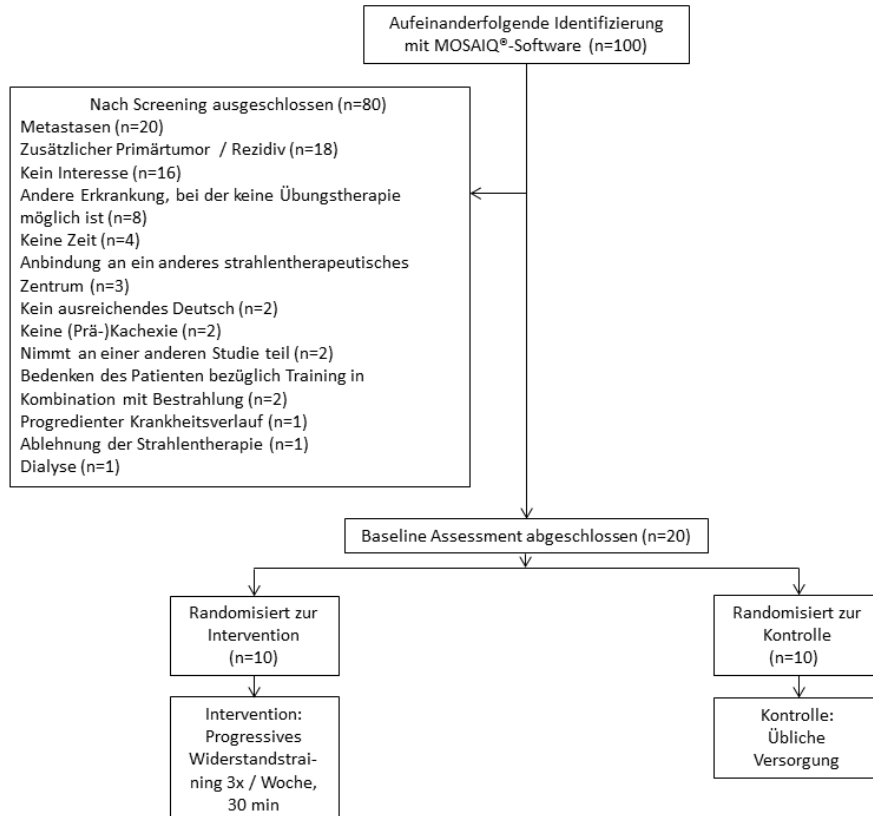 Aufeinanderfolgende Identifizierung
mit MOSAIQ®-Software (n=100)
Nach Screening ausgeschlossen (n=80)
Metastasen (n=20)
Zusätzlicher Primärtumor / Rezidiv (n=18)
Kein Interesse (n=16)
Andere Erkrankung, bei der keine Übungstherapie
möglich ist (n=8)
Keine Zeit (n=4)
Anbindung an ein anderes strahlentherapeutisches
Zentrum (n=3)
Kein ausreichendes Deutsch (n=2)
Keine (Prä-)Kachexie (n=2)
Nimmt an einer anderen Studie teil (n=2)
Bedenken des Patienten bezüglich Training in
Kombination mit Bestrahlung (n=2)
Progredienter Krankheitsverlauf (n=1)
Ablehnung der Strahlentherapie (n=1)
Dialyse (n=1)
Baseline Assessment abgeschlossen (n=20)
Randomisiert zur
Intervention
(n=10)
Randomisiert zur
Kontrolle
(n=10)
Intervention:
Progressives
Widerstandstrai-
ning 3x / Woche,
30 min
Kontrolle:
Übliche
Versorgung